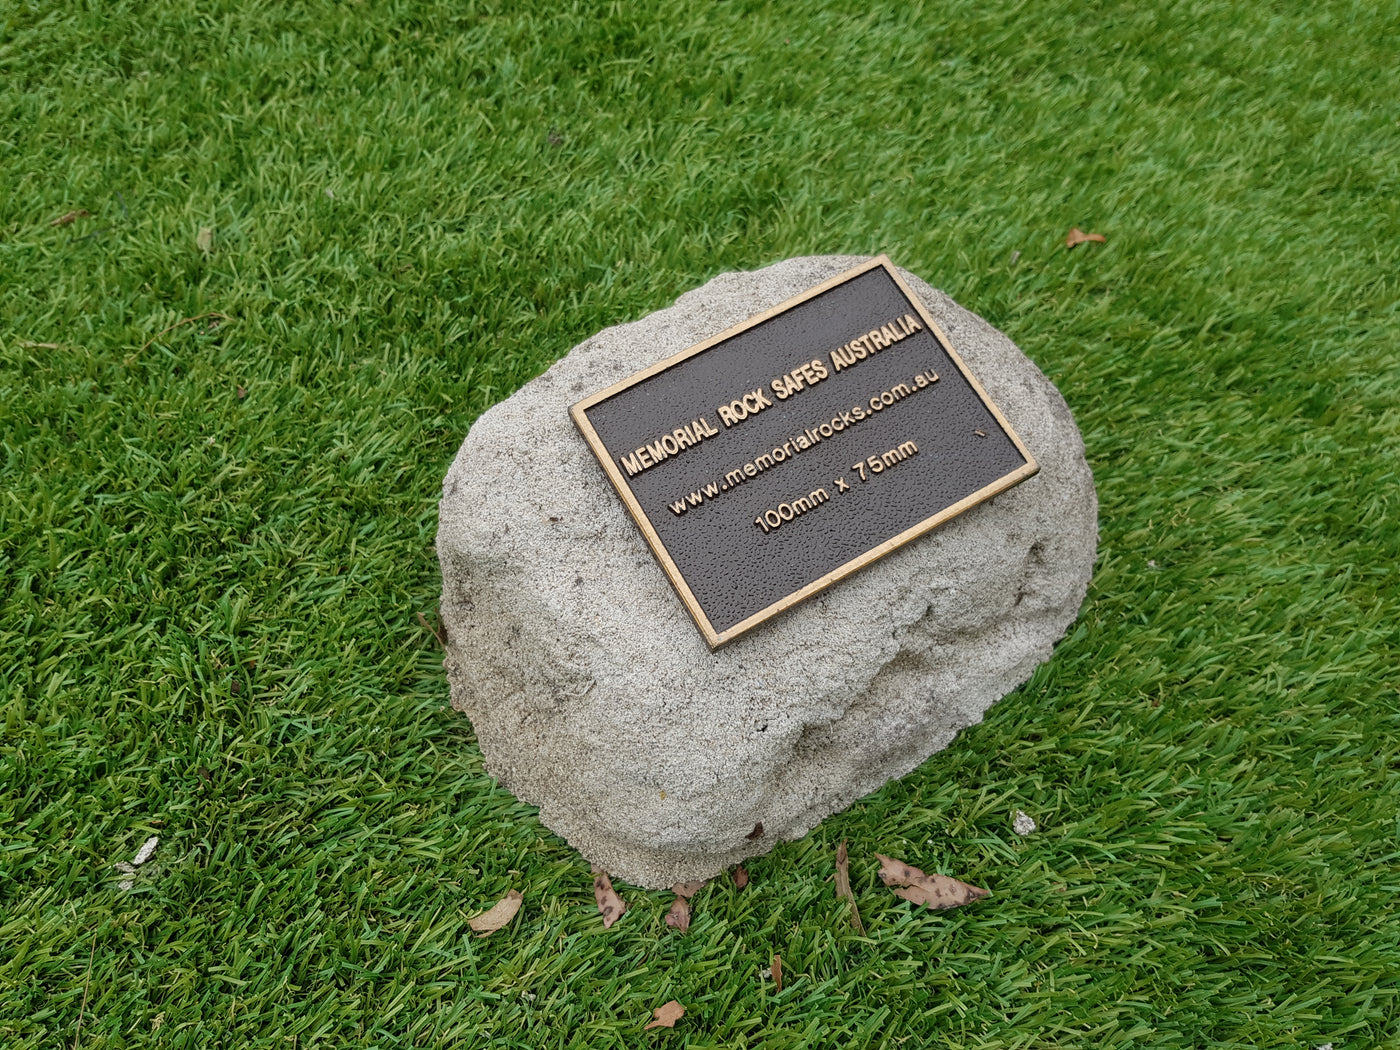 MEMORIAL ROCK SAFES AUSTRALIA
www.memorialrocks.com.au
100mm x 75mm